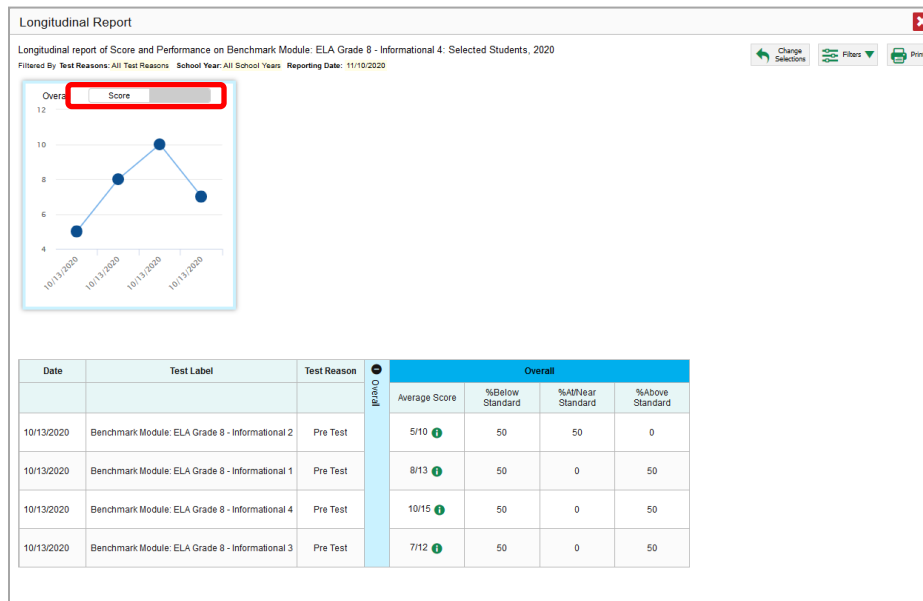 Longitudinal Report
Longitudinal report of Score and Performance on Benchmark Module: ELA Grade 8 - Informational 4: Selected Students, 2020
Filtered By Test Reasons: All Test Reasons School Year: All School Years Reporting Date: 11/10/2020
Change Selections
Filters
Prin
Overa
Score
12
10
8
6
4
10/13/2020 10/13/2020 10/13/2020 10/13/2020
Date Test Label Test Reason Overall Overall
Average Score %Below Standard %At/Near Standard %Above Standard
10/13/2020 Benchmark Module: ELA Grade 8 - Informational 2 Pre Test 5/10 50 50 0
10/13/2020 Benchmark Module: ELA Grade 8 - Informational 1 Pre Test 8/13 50 0 50
10/13/2020 Benchmark Module: ELA Grade 8 - Informational 4 Pre Test 10/15 50 0 50
10/13/2020 Benchmark Module: ELA Grade 8 - Informational 3 Pre Test 7/12 50 0 50